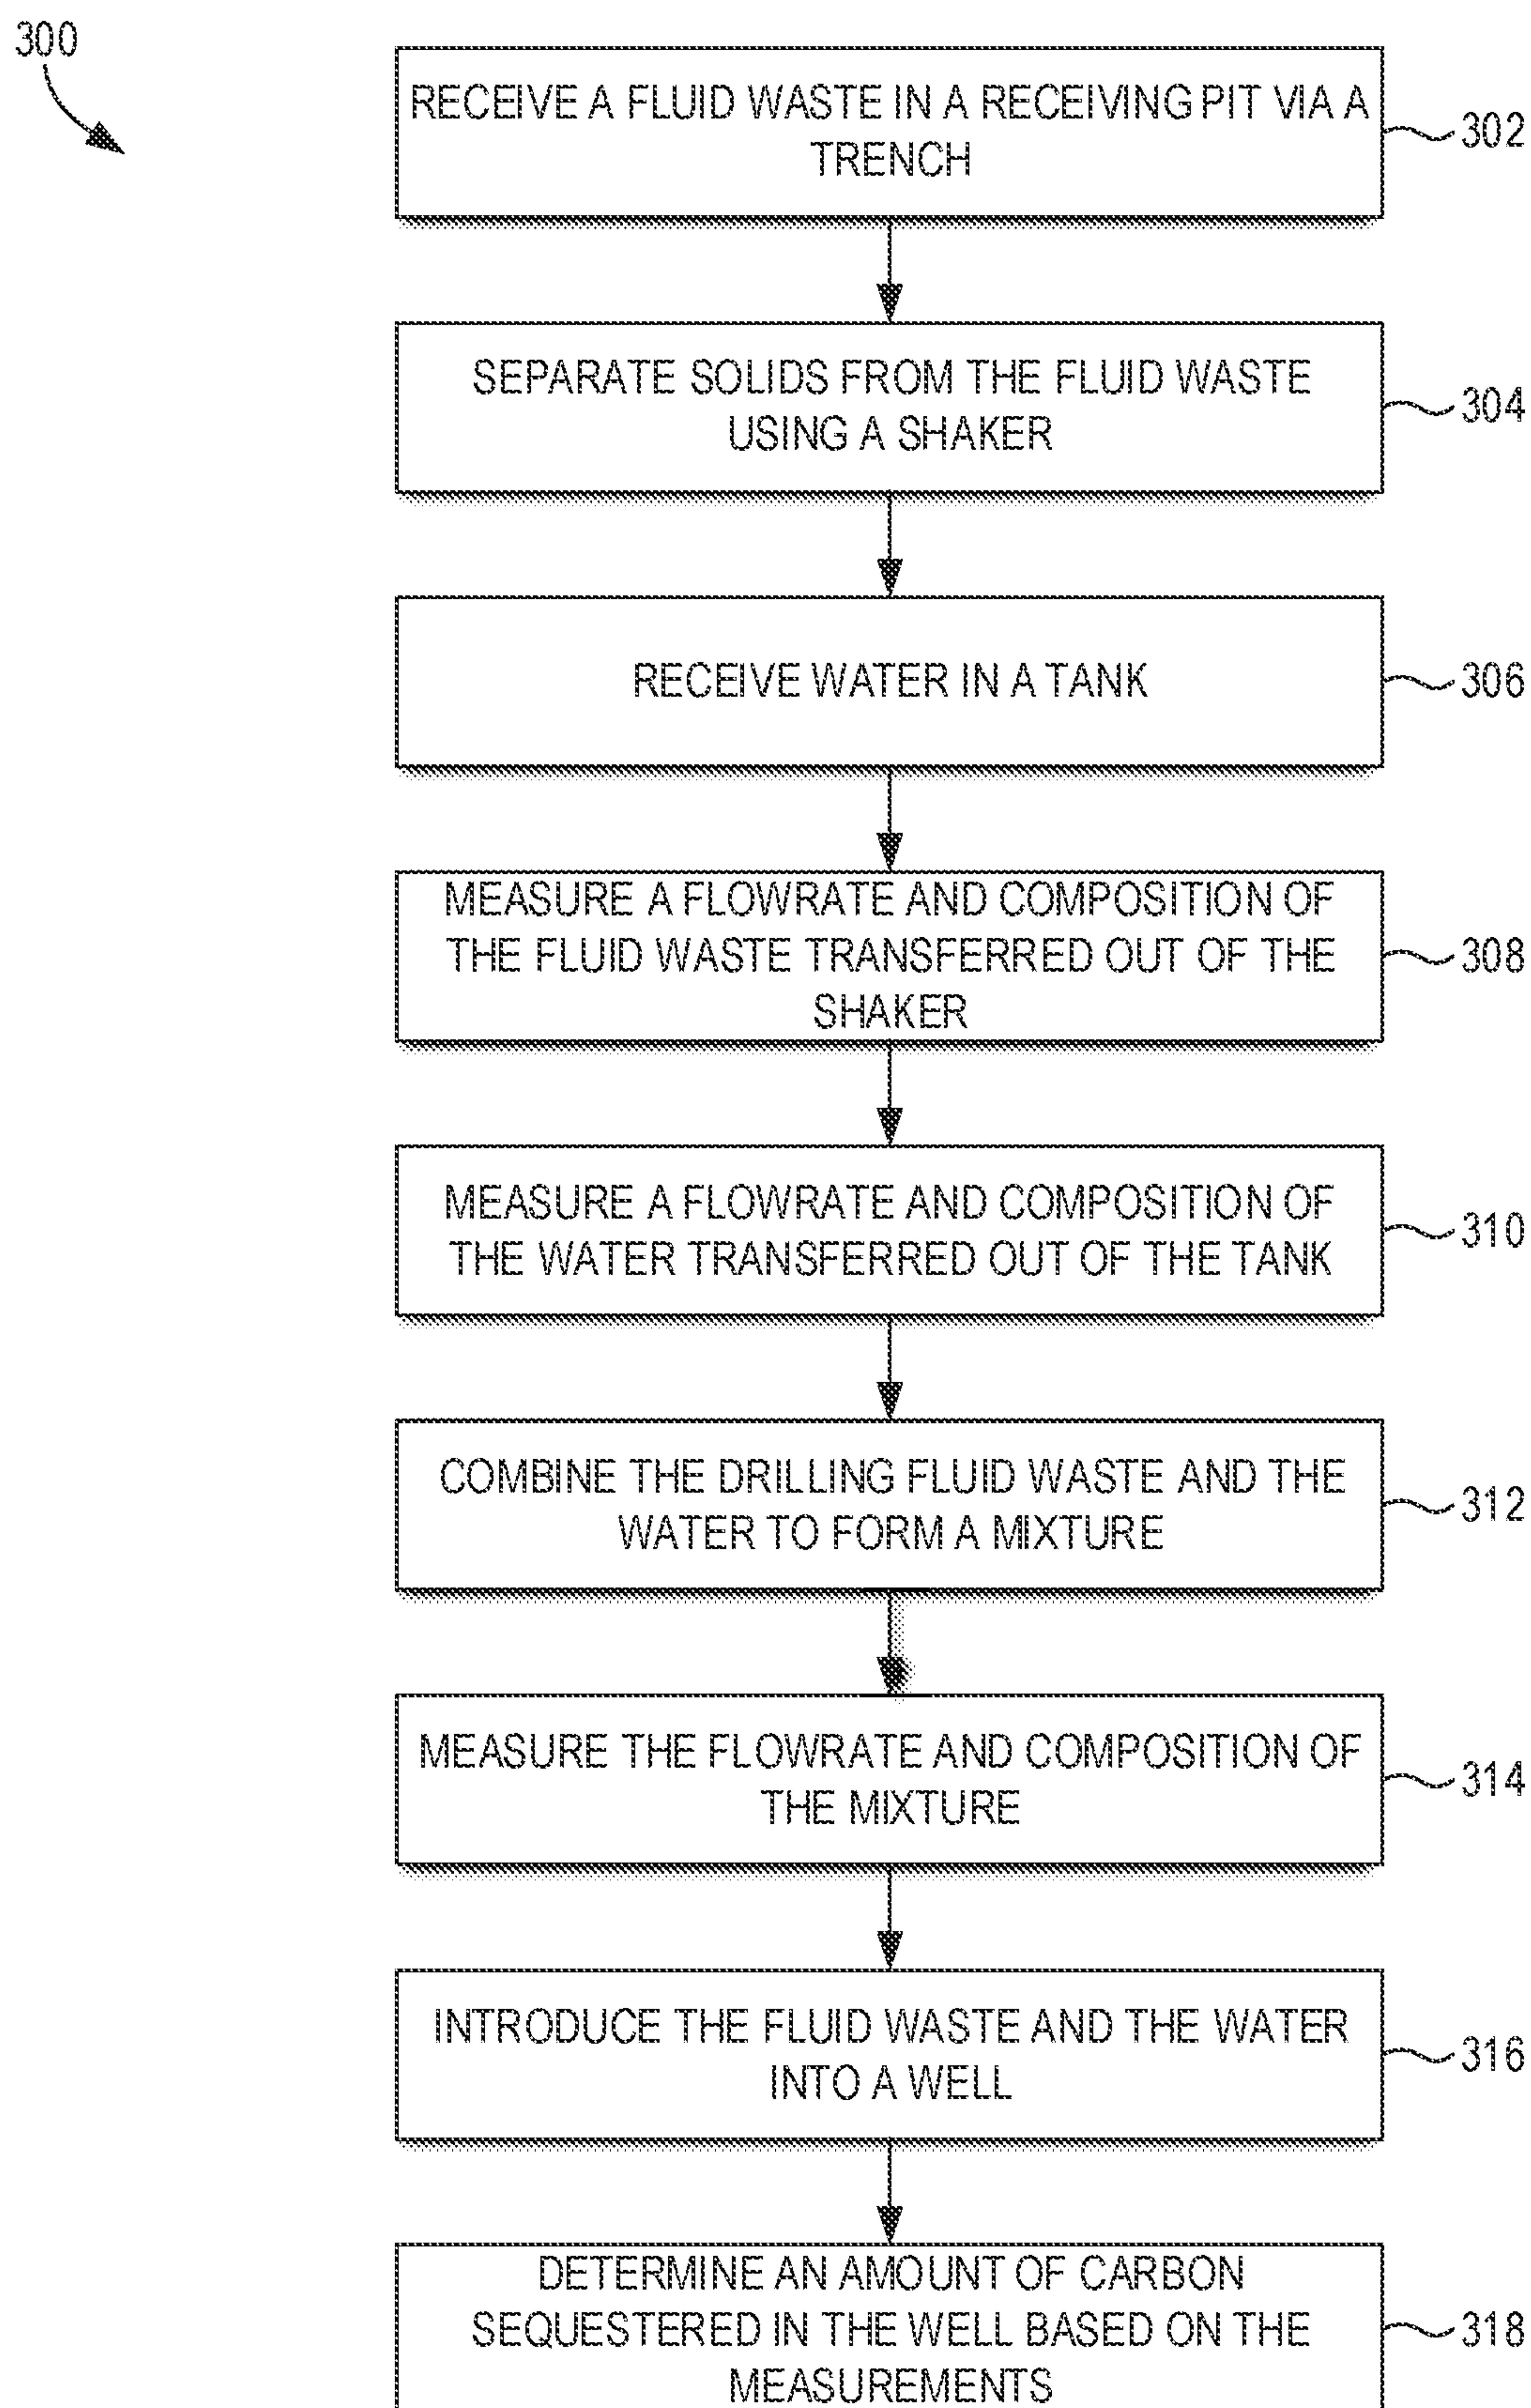 300
RECEIVE A FLUID WASTE IN A RECEIVING PIT VIA A
TRENCH
302
SEPARATE SOLIDS FROM THE FLUID WASTE
USING A SHAKER
304
RECEIVE WATER IN A TANK
306
MEASURE A FLOWRATE AND COMPOSITION OF
THE FLUID WASTE TRANSFERRED OUT OF THE
SHAKER
308
MEASURE A FLOWRATE AND COMPOSITION OF
THE WATER TRANSFERRED OUT OF THE TANK
310
COMBINE THE DRILLING FLUID WASTE AND THE
WATER TO FORM A MIXTURE
312
MEASURE THE FLOWRATE AND COMPOSITION OF
THE MIXTURE
314
INTRODUCE THE FLUID WASTE AND THE WATER
INTO A WELL
316
DETERMINE AN AMOUNT OF CARBON
SEQUESTERED IN THE WELL BASED ON THE
MEASUREMENTS
318